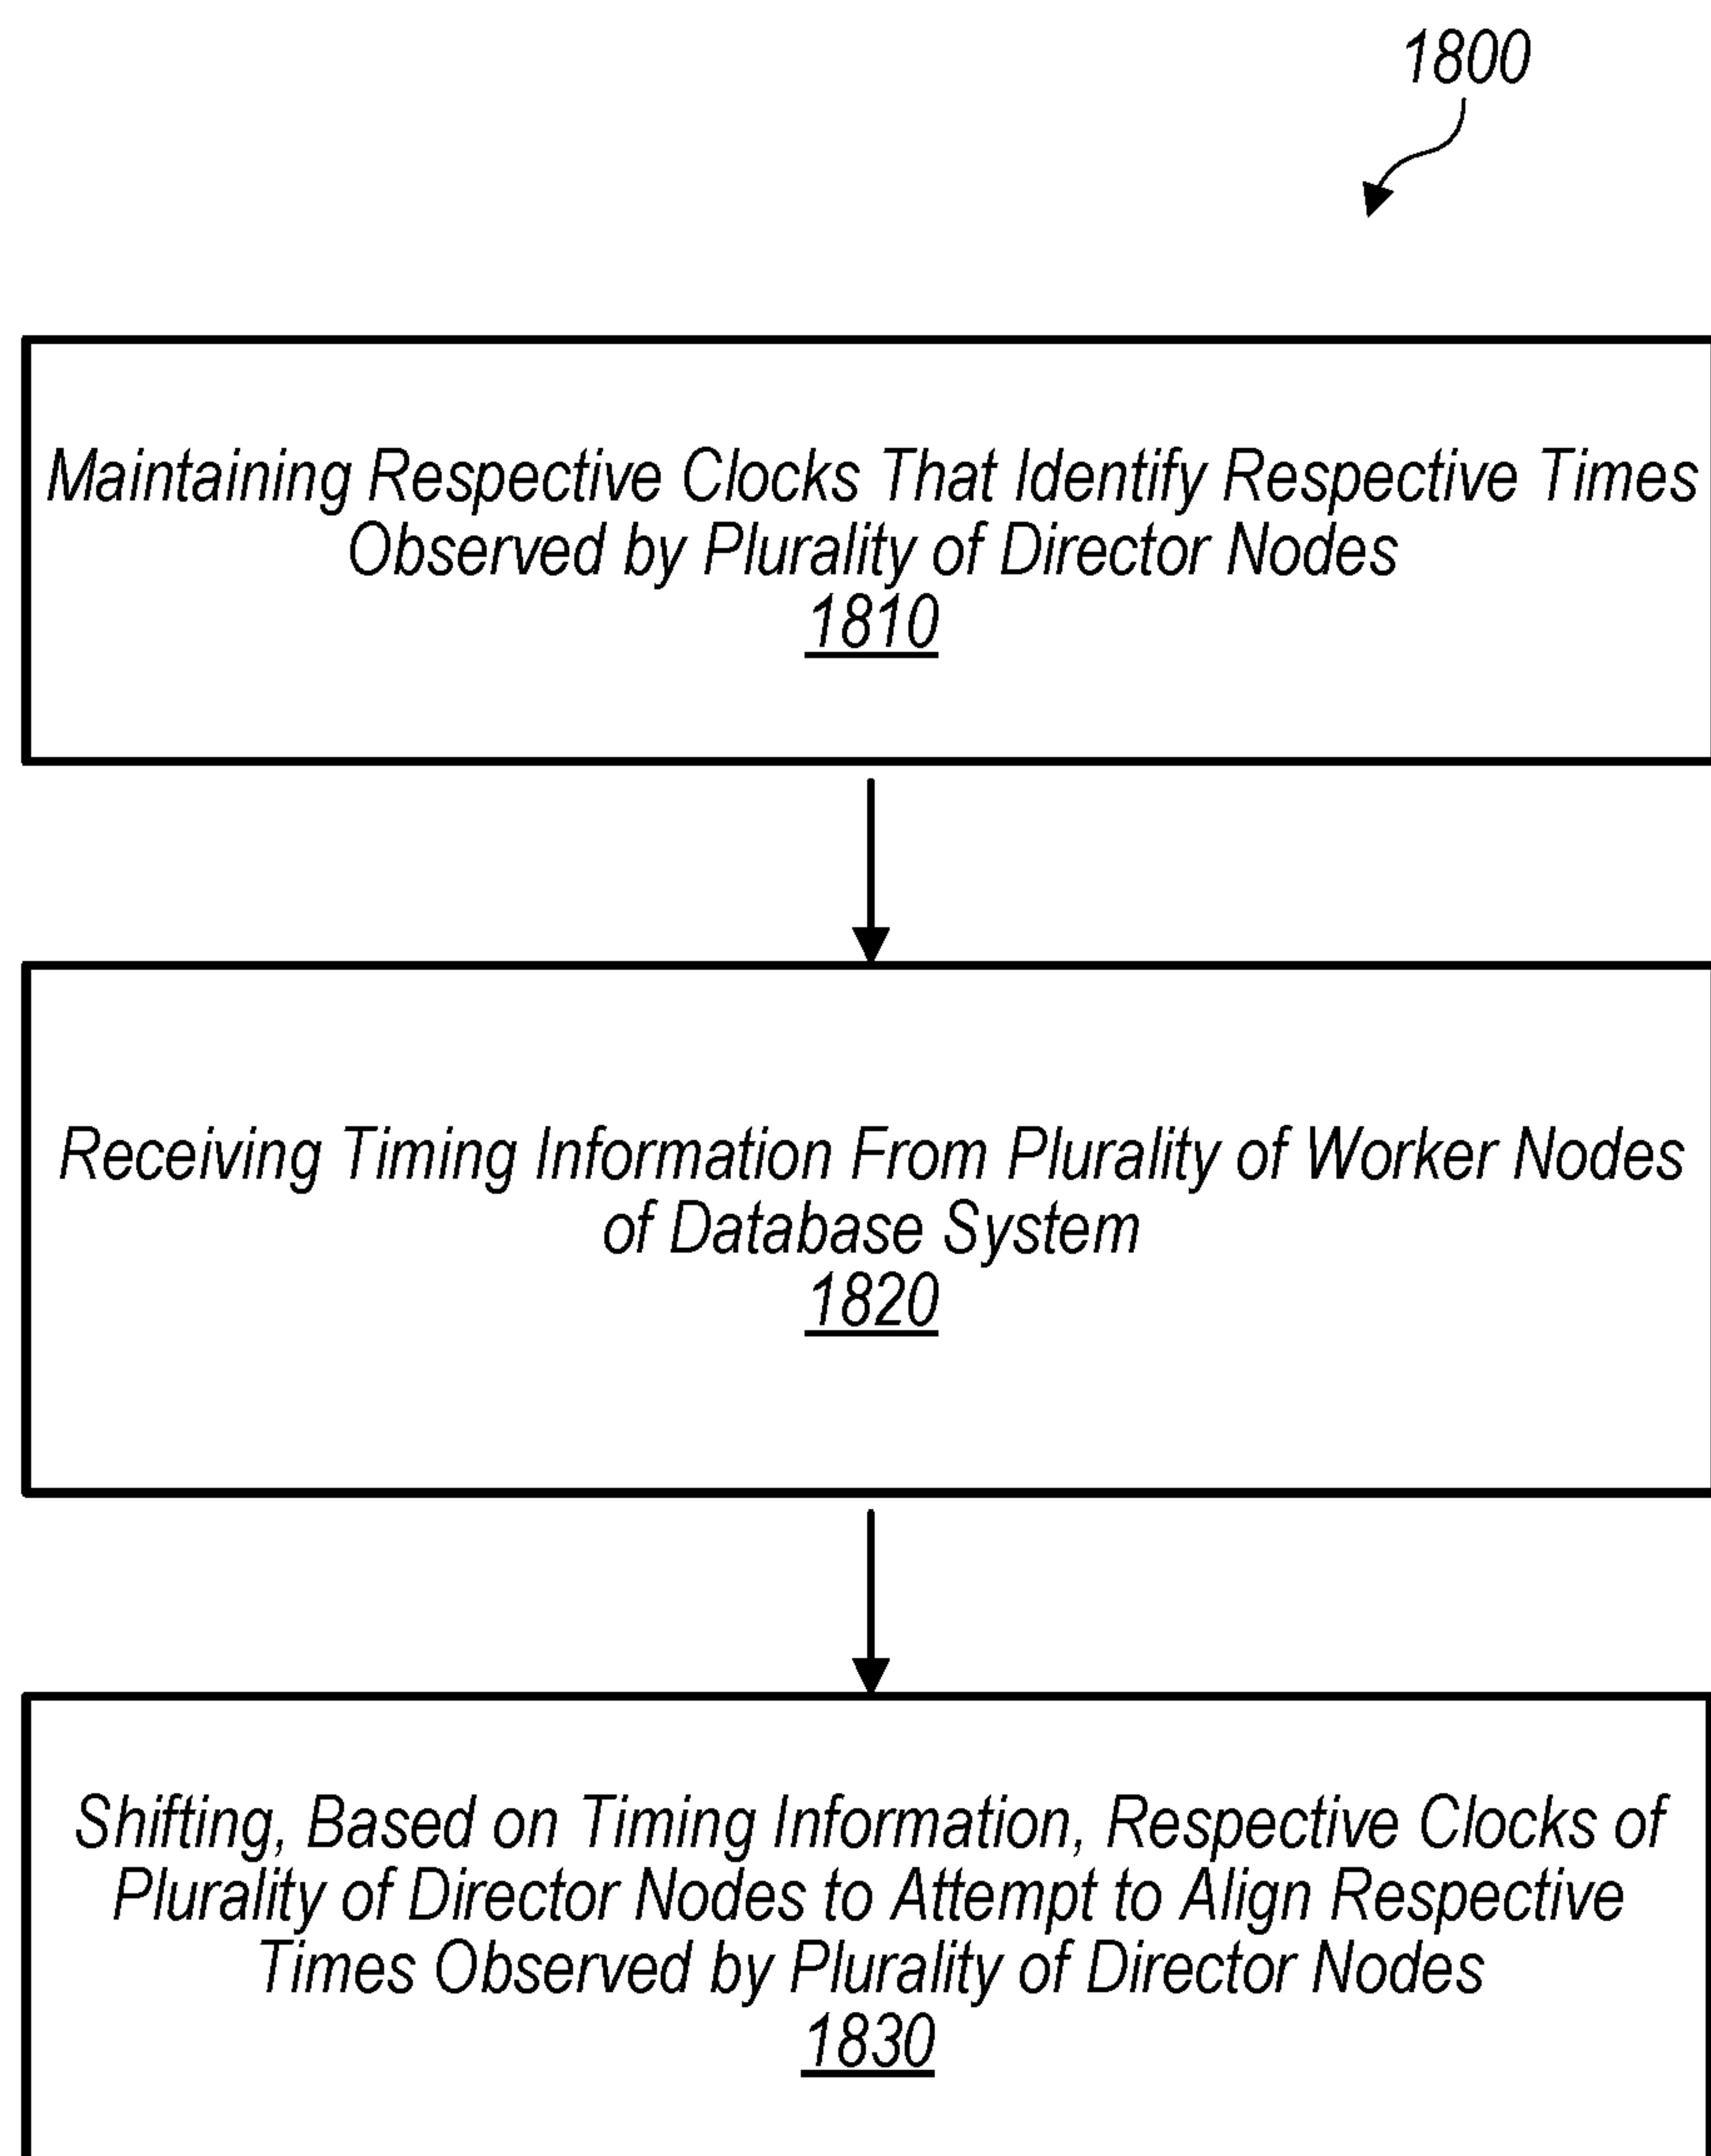 1800
Maintaining Respective Clocks That Identify Respective Times
Observed by Plurality of Director Nodes
1810
Receiving Timing Information From Plurality of Worker Nodes
of Database System
1820
Shifting, Based on Timing Information, Respective Clocks of
Plurality of Director Nodes to Attempt to Align Respective
Times Observed by Plurality of Director Nodes
1830